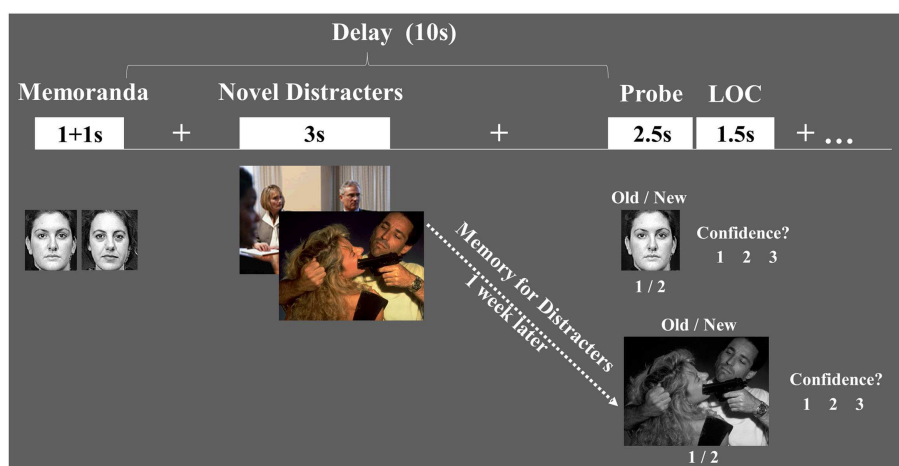 Delay (10s)
Memoranda Novel Distracters Probe LOC
1+1s + 3s + 2.5s 1.5s + ...
Old / New
Confidence?
1 2 3
1 / 2
Memory for Distracters
1 week later
Old / New
Confidence?
1 2 3
1 / 2